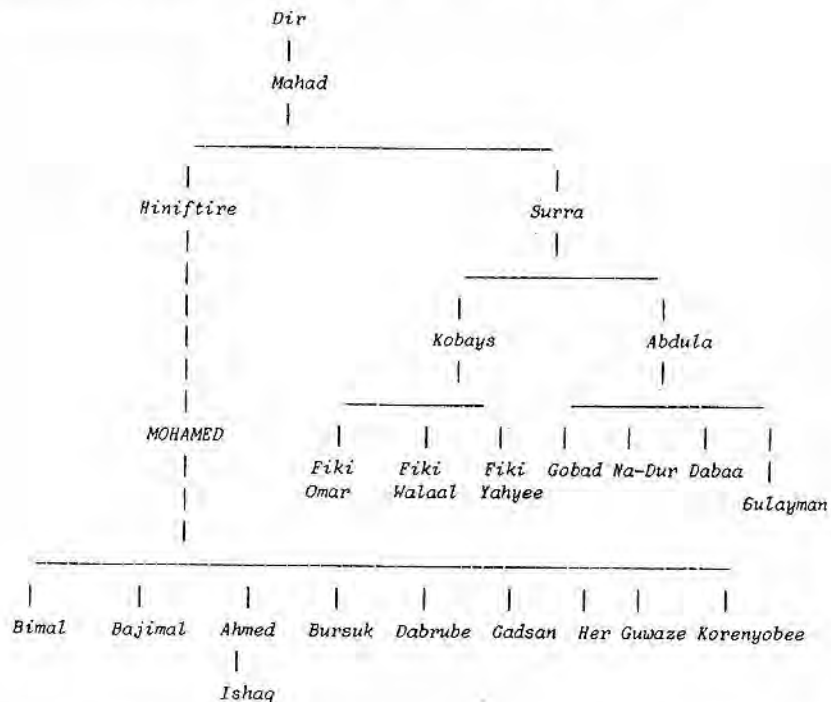 Dir
Mahad
Hiniftire Surra
Kobays Abdula
MOHAMED
Fiki Fiki Fiki Gobad Na-Dur Dabaa
Omar Walaal Yahyee
Gulayman
Bimal Bajimal Ahmed Bursuk Dabrube Gadsan Her Guwaze Korenyobee
Ishaq